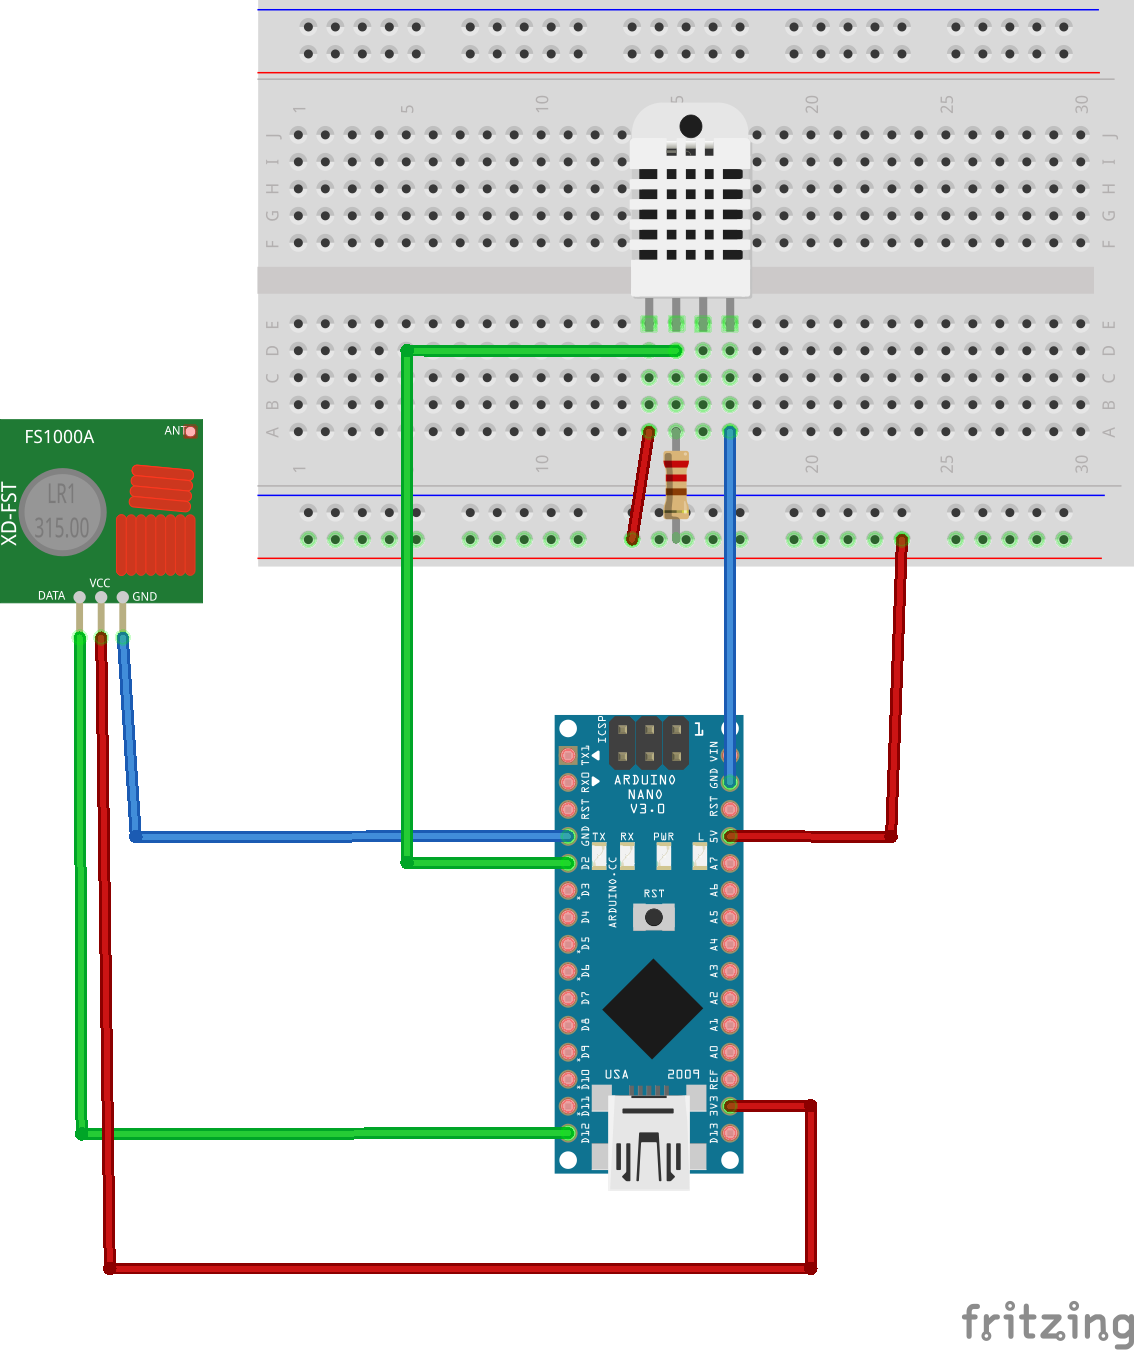 1
5
10
5
20
25
30
J
J
I
I
H
H
G
G
F
F
E
E
D
D
C
C
B
B
A
A
1
10
20
25
30
FS1000A
ANT
LR1
315.00
XD-FST
DATA
VCC
GND
ICSP
1
TX1
RX0
RST
GND
D2
D3
D4
D5
D6
D7
D8
D9
D10
D11
D12
VIN
GND
RST
5V
A7
A6
A5
A4
A3
A2
A1
A0
REF
3V3
D13
ARDUINO
NANO
V3.0
TX
RX
PWR
L
ARDUINO.CC
RST
USA
2009
fritzing